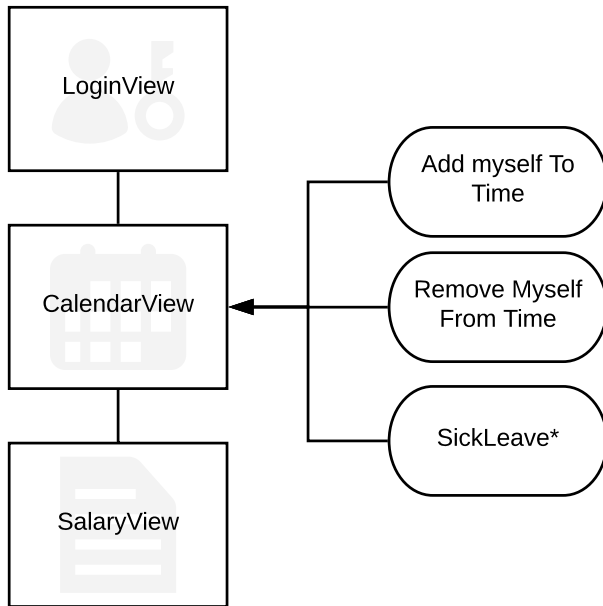 LoginView
Add myself To
Time
CalendarView
Remove Myself
From Time
SickLeave*
SalaryView